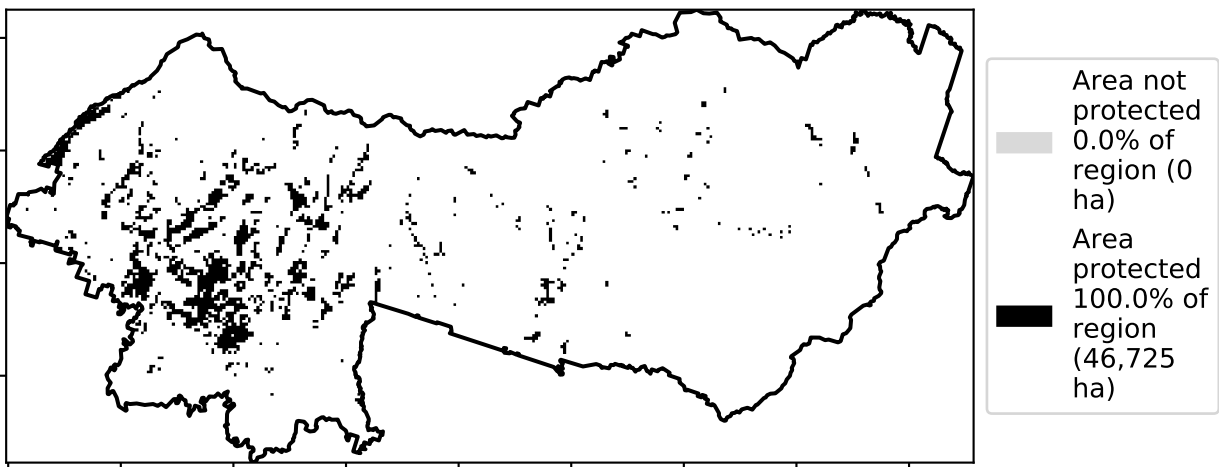 Area not
protected
0.0% of
region (0
ha)
Area
protected
100.0% of
region
(46,725
ha)